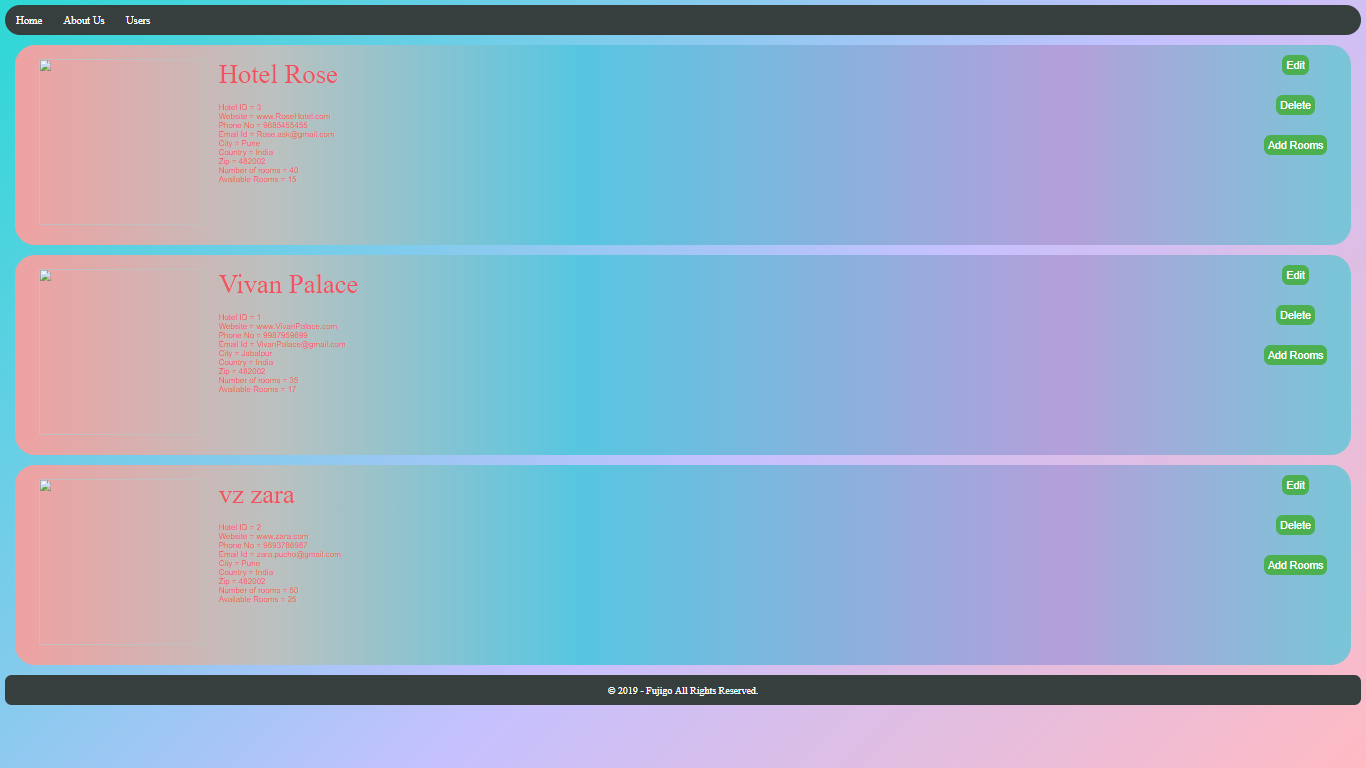 Home About Us Users
Hotel Rose
Hotel ID = 3
Website = www.RoseHotel.com
Phone No = 9685455455
Email Id = Rose.ask@gmail.com
City = Pune
Country = India
Zip = 482002
Number of rooms = 40
Available Rooms = 15
Edit
Delete
Add Rooms
Vivan Palace
Hotel ID = 1
Website = www.VivanPalace.com
Phone No = 9987959699
Email Id = VivanPalace@gmail.com
City = Jabalpur
Country = India
Zip = 482002
Number of rooms = 35
Available Rooms = 17
Edit
Delete
Add Rooms
vz zara
Hotel ID = 2
Website = www.zara.com
Phone No = 9893786987
Email Id = zara.pucho@gmail.com
City = Pune
Country = India
Zip = 482002
Number of rooms = 50
Available Rooms = 25
Edit
Delete
Add Rooms
© 2019 - Fujigo All Rights Reserved.